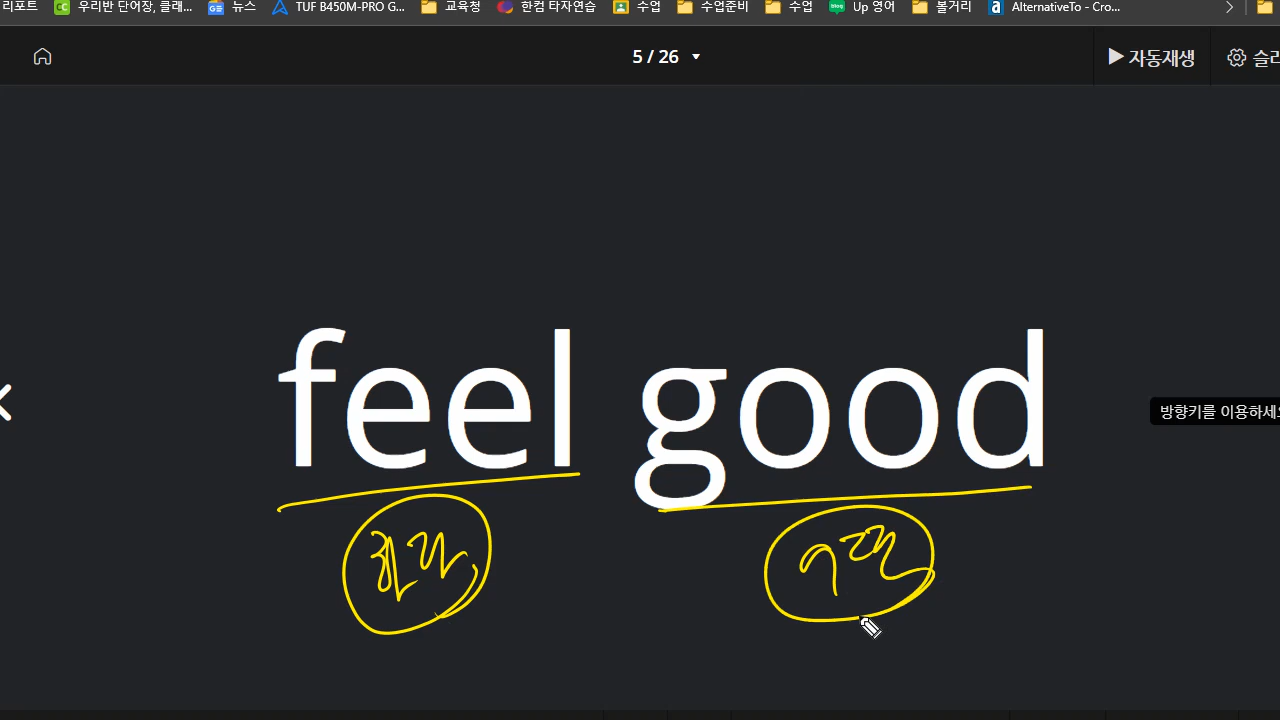 리포트 우리반 단어장, 클래... 뉴스 TUF B450M-PRO G... 교육청 한컴 타자연습 수업 수업준비 수업 Up 영어 볼거리 AlternativeTo - Cro...
5 / 26 자동재생 슬라
feel good
방향키를 이용하세요